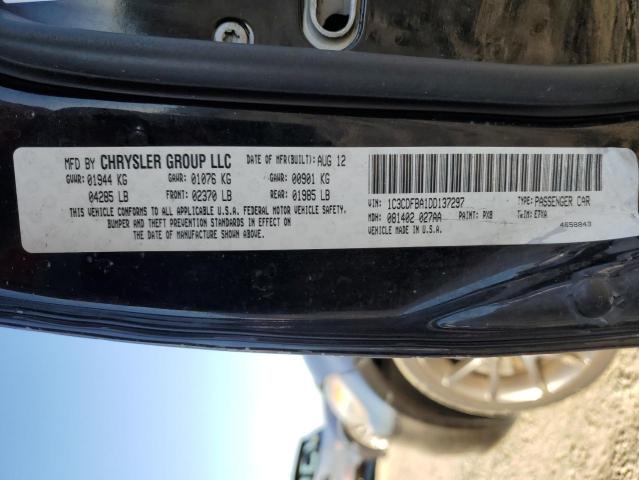 MFD BY CHRYSLER GROUP LLC DATE OF MFR(BUILT): AUG 12
GVWR: 01944 KG GAWR: 01076 KG GAWR: 00901 KG
04285 LB FRONT: 02370 LB REAR: 01985 LB
THIS VEHICLE CONFORMS TO ALL APPLICABLE U.S.A. FEDERAL MOTOR VEHICLE SAFETY,
BUMPER AND THEFT PREVENTION STANDARDS IN EFFECT ON
THE DATE OF MANUFACTURE SHOWN ABOVE.
VIN: 1C3CDFBA1DD137297 TYPE: PASSENGER CAR
MDH: 081402 027AA PAINT: PX8 TRIM: E7XA
VEHICLE MADE IN U.S.A. 4658843